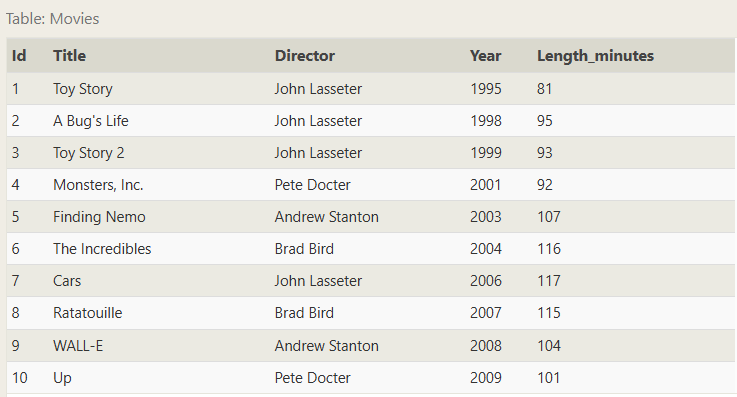 Table: Movies
Id Title Director Year Length_minutes
1 Toy Story John Lasseter 1995 81
2 A Bug's Life John Lasseter 1998 95
3 Toy Story 2 John Lasseter 1999 93
4 Monsters, Inc. Pete Docter 2001 92
5 Finding Nemo Andrew Stanton 2003 107
6 The Incredibles Brad Bird 2004 116
7 Cars John Lasseter 2006 117
8 Ratatouille Brad Bird 2007 115
9 WALL-E Andrew Stanton 2008 104
10 Up Pete Docter 2009 101